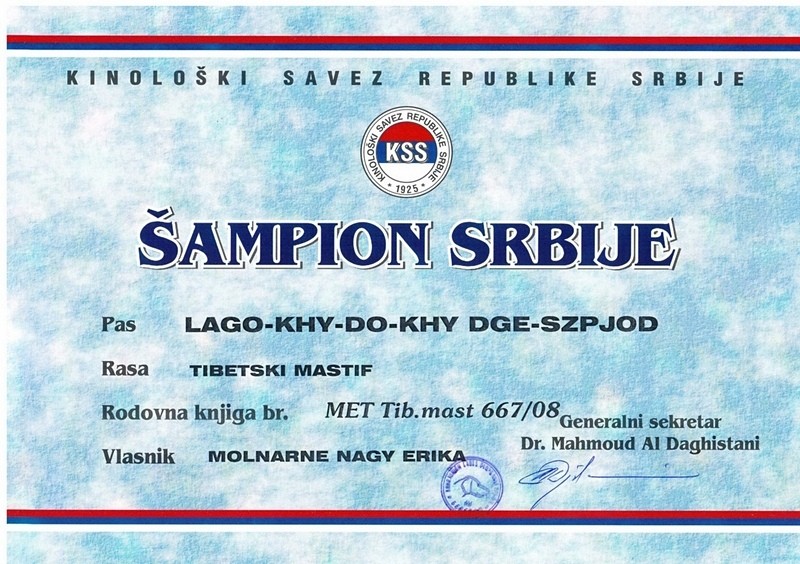 KINOLOŠKI SAVEZ REPUBLIKE SRBIJE
KINOLOŠKI SAVEZ REPUBLIKE SRBIJE
KSS
* 1925 *
ŠAMPION SRBIJE
Pas LAGO-KHY-DO-KHY DGE-SZPJOD
Rasa TIBETSKI MASTIF
Rodovna knjiga br. MET Tib.mast 667/08
Generalni sekretar
Dr. Mahmoud Al Daghistani
Vlasnik MOLNARNE NAGY ERIKA